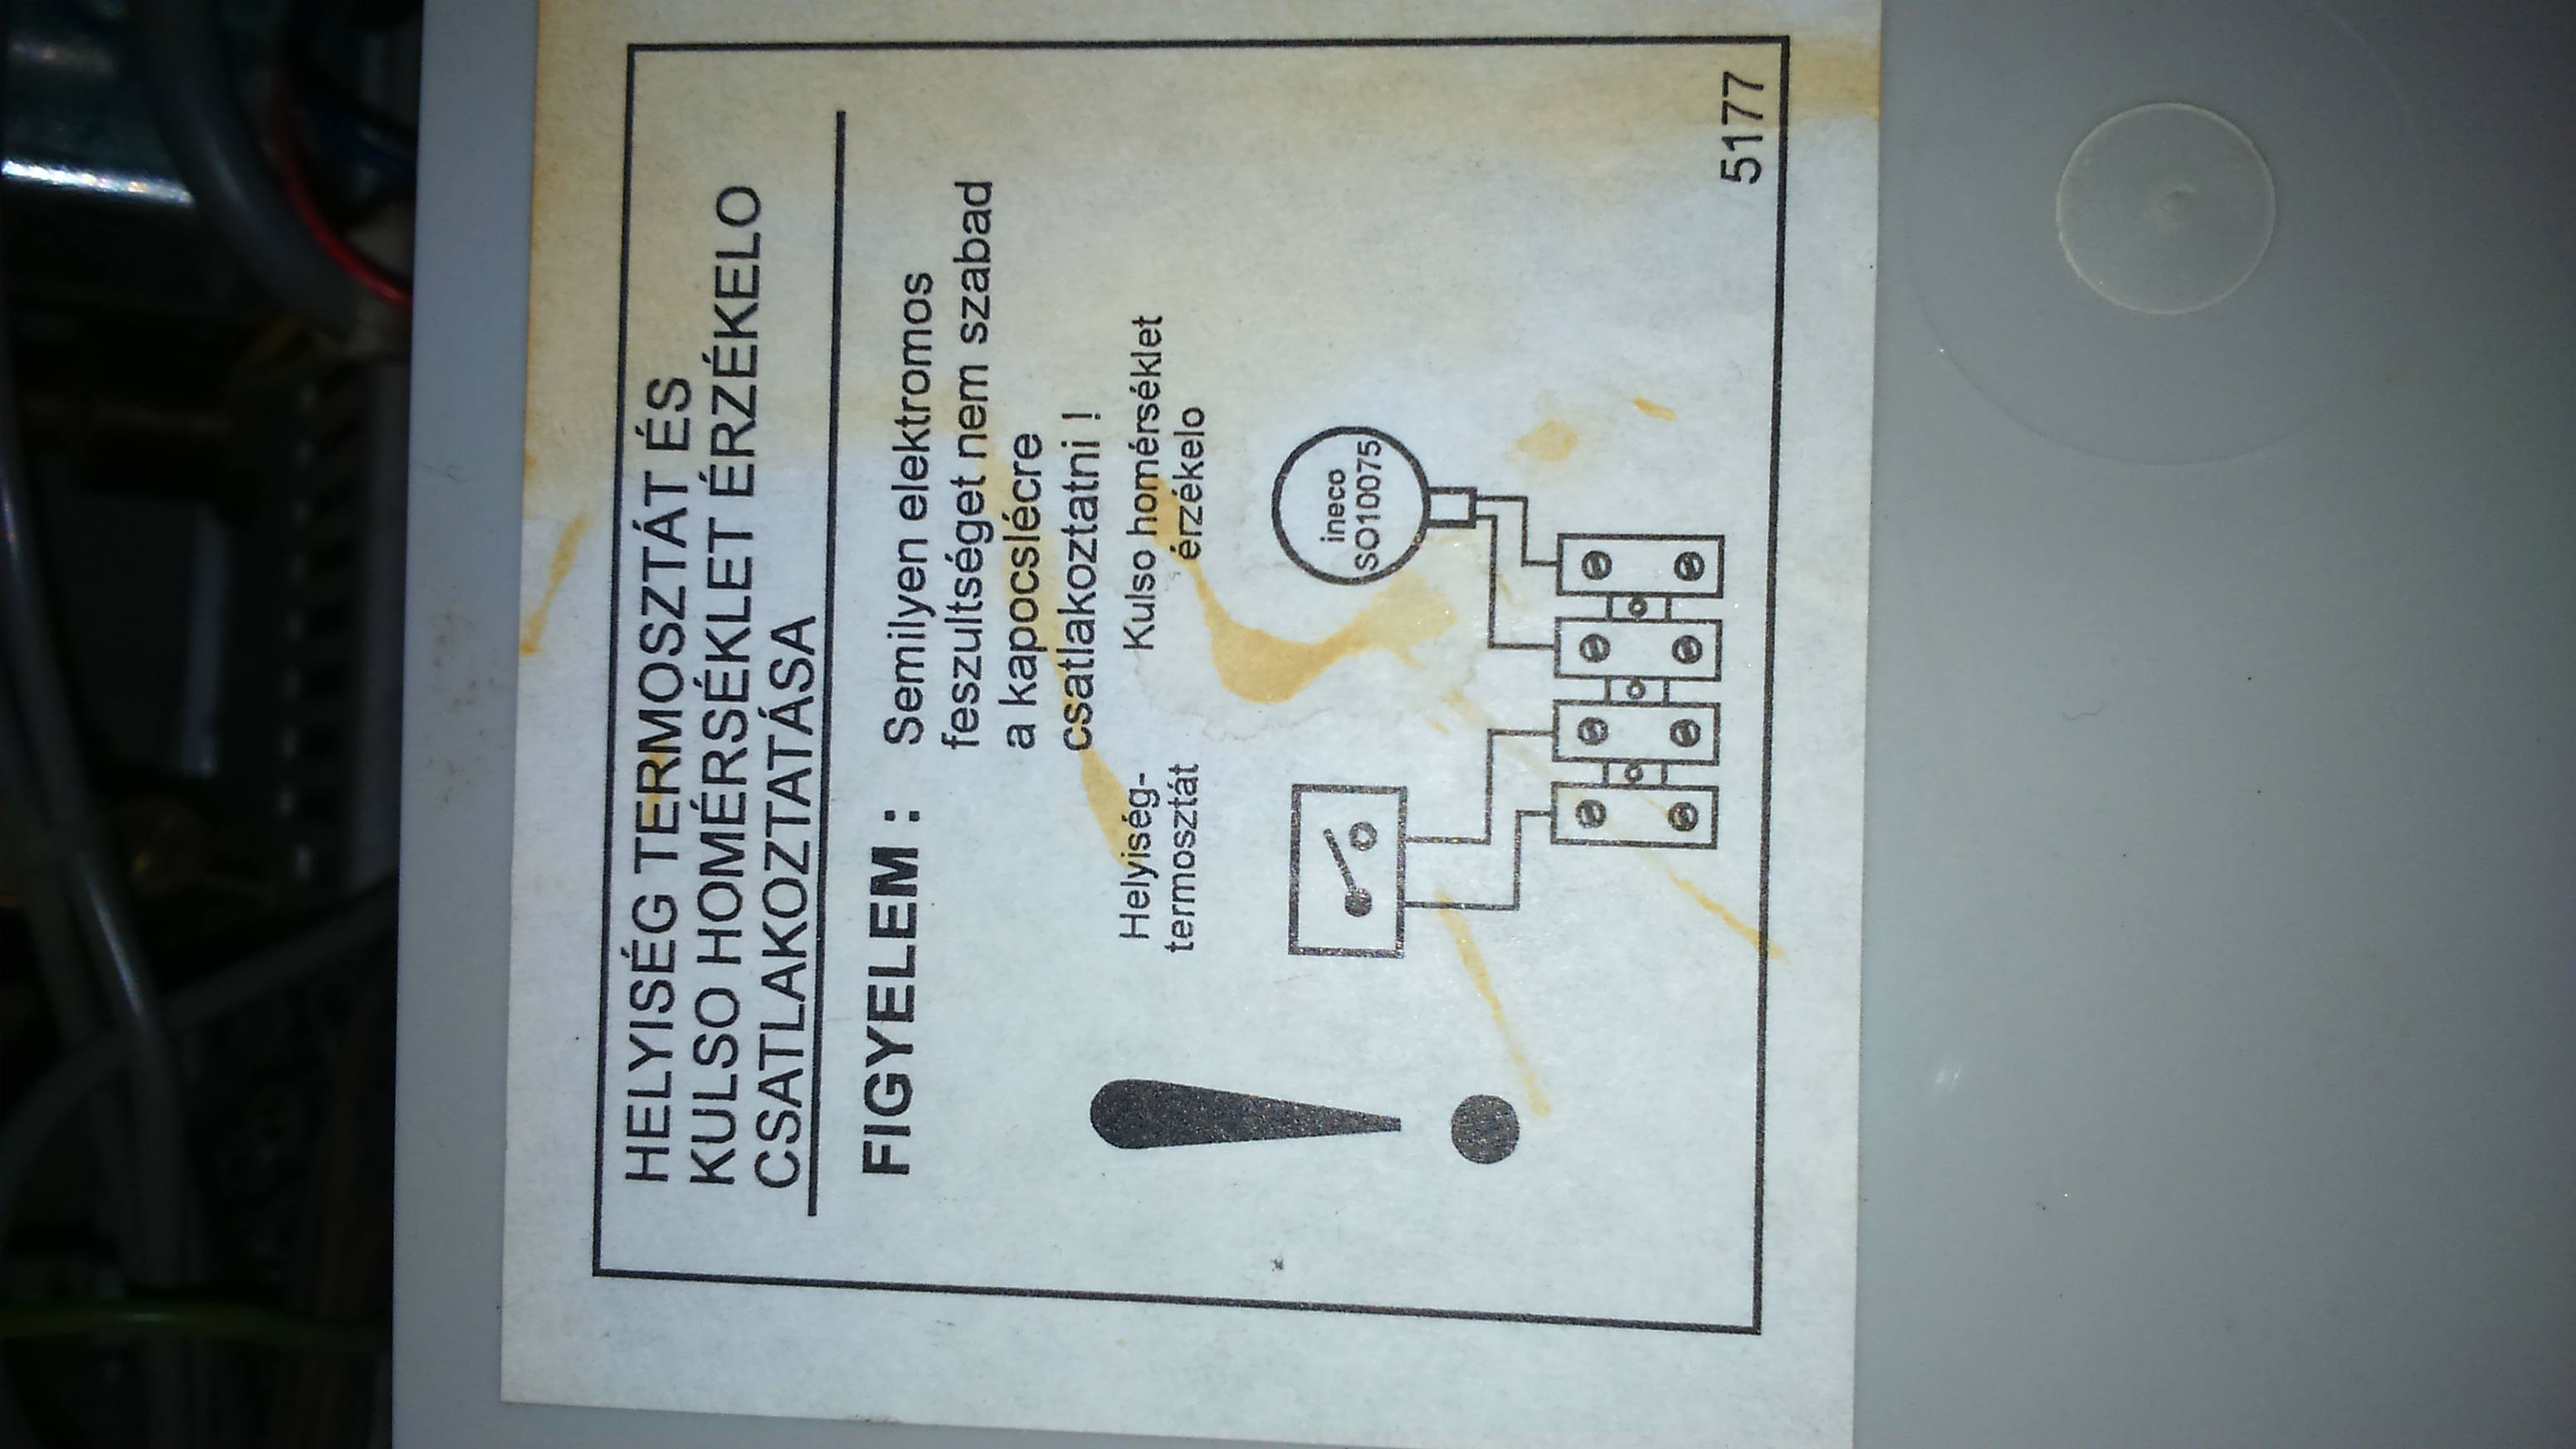 HELYISÉG TERMOSZTÁT ÉS
KULSO HOMÉRSÉKLET ÉRZÉKELO
CSATLAKOZTATÁSA
FIGYELEM : Semilyen elektromos
feszultséget nem szabad
a kapocslécre
csatlakoztatni !
Helyiség-
termosztát
Kulso homérséklet
érzékelo
ineco
SO10075
5177